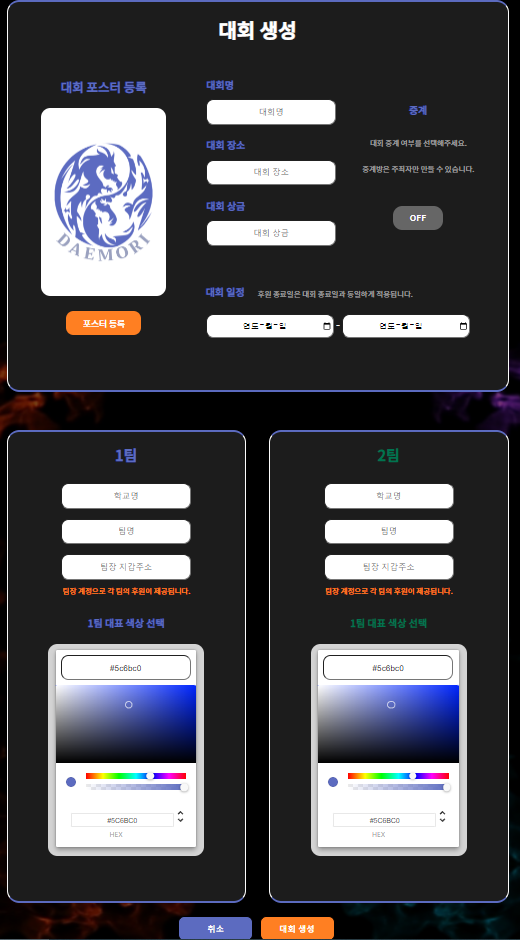 대회 생성
대회 포스터 등록
DAEMORI
포스터 등록
대회명
대회명
대회 장소
대회 장소
대회 상금
대회 상금
중계
대회 중계 여부를 선택해주세요.
중계방은 주최자만 만들 수 있습니다.
OFF
대회 일정 후원 종료일은 대회 종료일과 동일하게 적용됩니다.
연도-월-일 - 연도-월-일
1팀
학교명
팀명
팀장 지갑주소
팀장 계정으로 각 팀의 후원이 제공됩니다.
1팀 대표 색상 선택
#5c6bc0
#5C6BC0
HEX
2팀
학교명
팀명
팀장 지갑주소
팀장 계정으로 각 팀의 후원이 제공됩니다.
1팀 대표 색상 선택
#5c6bc0
#5C6BC0
HEX
취소 대회 생성